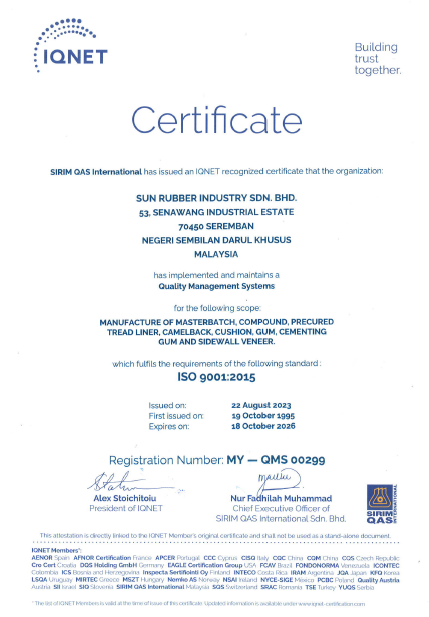 IQNET
Building
trust
together.
Certificate
SIRIM QAS International has issued an IQNET recognized certificate that the organization:
SUN RUBBER INDUSTRY SDN. BHD.
53, SENAWANG INDUSTRIAL ESTATE
70450 SEREMBAN
NEGERI SEMBILAN DARUL KHUSUS
MALAYSIA
has implemented and maintains a
Quality Management Systems
for the following scope:
MANUFACTURE OF MASTERBATCH, COMPOUND, PRECURED
TREAD LINER, CAMELBACK, CUSHION, GUM, CEMENTING
GUM AND SIDEWALL VENEER.
which fulfils the requirements of the following standard :
ISO 9001:2015
Issued on: 22 August 2023
First issued on: 19 October 1995
Expires on: 18 October 2026
Registration Number: MY — QMS 00299
Alex Stoichitoiu
President of IQNET
Nur Fadhilah Muhammad
Chief Executive Officer of
SIRIM QAS International Sdn. Bhd.
SIRIM
QAS
INTERNATIONAL
This attestation is directly linked to the IQNET Member's original certificate and shall not be used as a stand-alone document.
IQNET Members*:
AENOR Spain AFNOR Certification France APCER Portugal CCC Cyprus CISQ Italy CQC China CQM China CQS Czech Republic
Cro Cert Croatia DQS Holding GmbH Germany EAGLE Certification Group USA FCAV Brazil FONDONORMA Venezuela ICONTEC
Colombia ICS Bosnia and Herzegovina Inspecta Sertifiointi Oy Finland INTECO Costa Rica IRAM Argentina JQA Japan KFQ Korea
LSQA Uruguay MIRTEC Greece MSZT Hungary Nemko AS Norway NSAI Ireland NYCE-SIGE México PCBC Poland Quality Austria
Austria SII Israel SIQ Slovenia SIRIM QAS International Malaysia SQS Switzerland SRAC Romania TSE Turkey YUQS Serbia
*The list of IQNET Members is valid at the time of issue of this certificate. Updated information is available under www.iqnet-certification.com